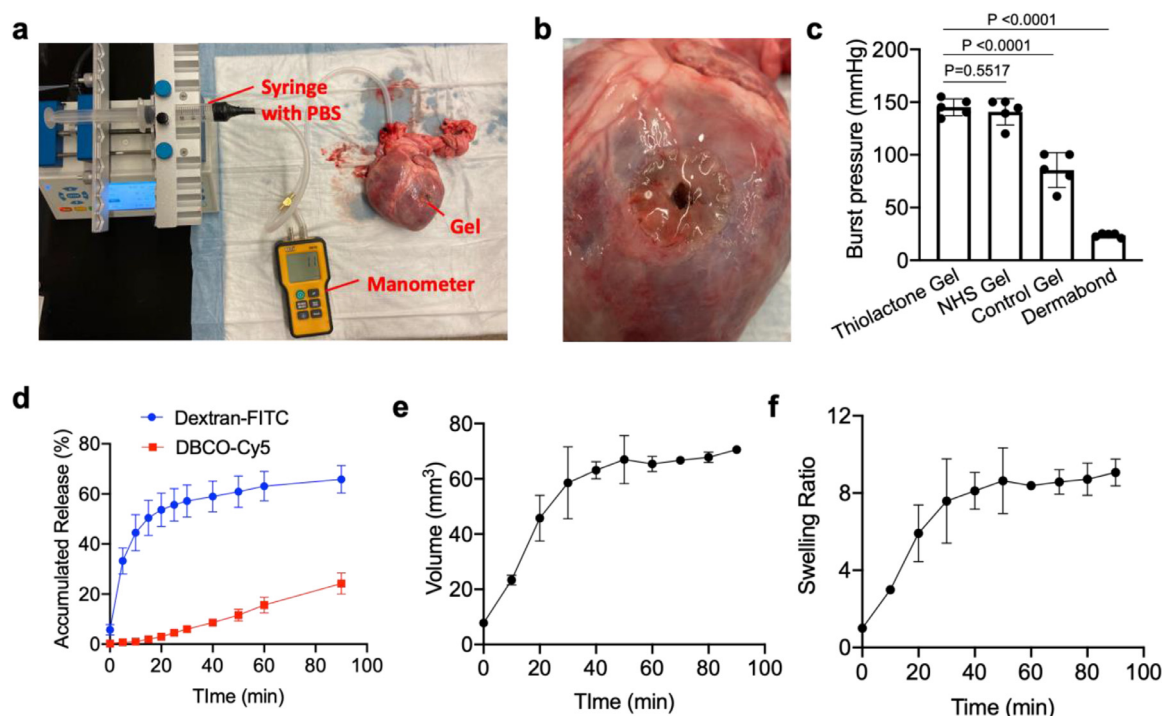 a
Syringe
with PBS
Gel
Manometer
b
c
P <0.0001
P <0.0001
P=0.5517
Burst pressure (mmHg)
200
150
100
50
0
Thiolactone Gel
NHS Gel
Control Gel
Dermabond
d
Dextran-FITC
DBCO-Cy5
Accumulated Release (%)
80
60
40
20
0
0 20 40 60 80 100
TIme (min)
e
Volume (mm³)
80
60
40
20
0
0 20 40 60 80 100
TIme (min)
f
Swelling Ratio
12
8
4
0
0 20 40 60 80 100
Time (min)